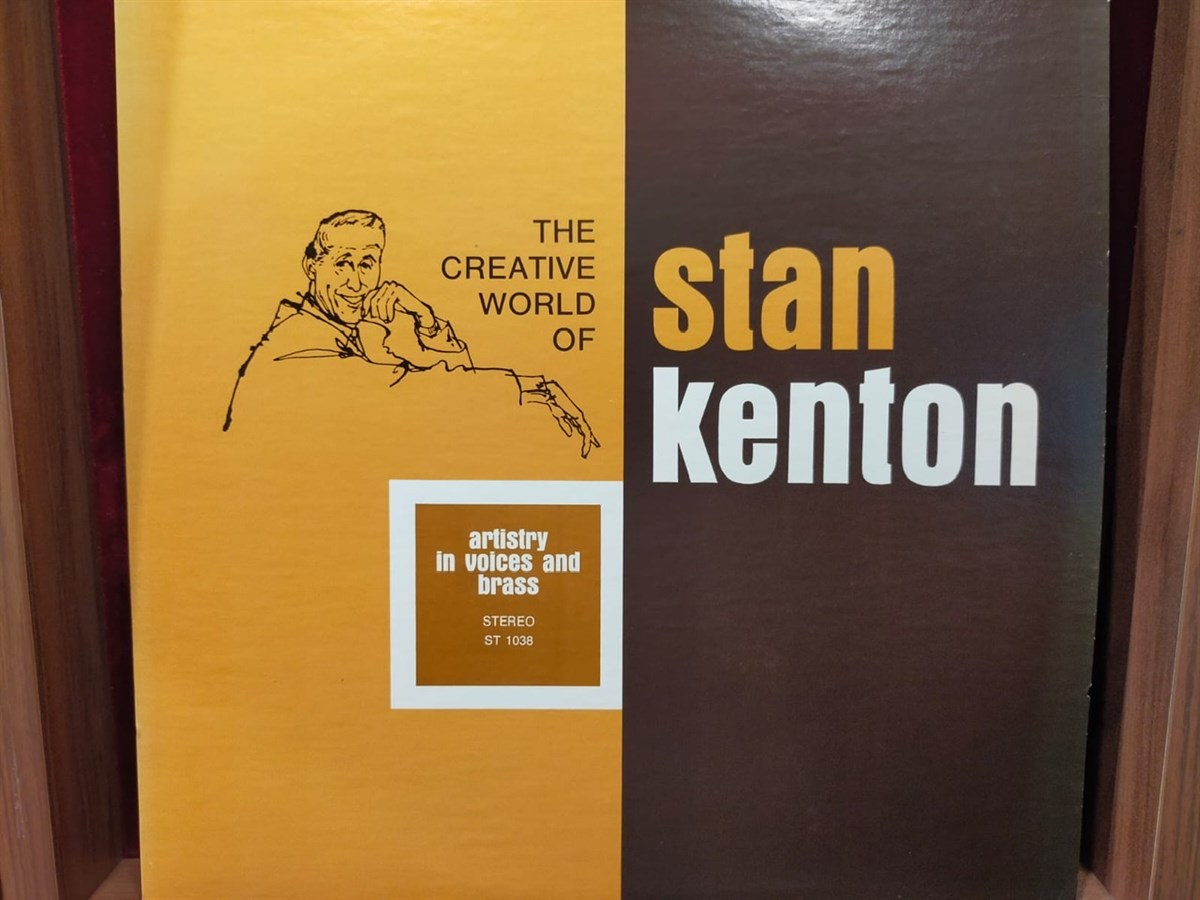 THE
CREATIVE
WORLD
OF
stan
kenton
artistry
in voices and
brass
STEREO
ST 1038